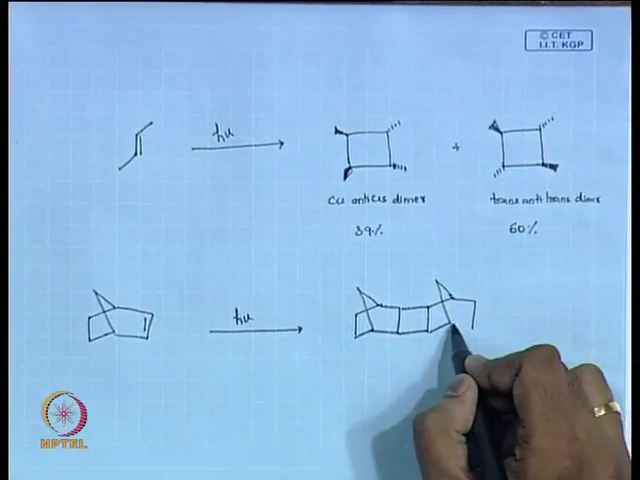 © CET
I.I.T. KGP
hν
+
cis anti cis dimer
trans anti trans dimer
39%
60%
hν
NPTEL